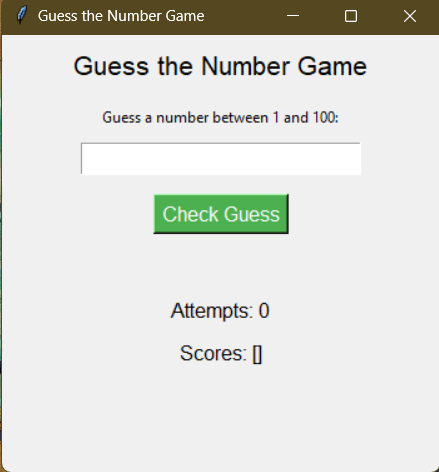 Guess the Number Game
Guess the Number Game
Guess a number between 1 and 100:
Check Guess
Attempts: 0
Scores: []